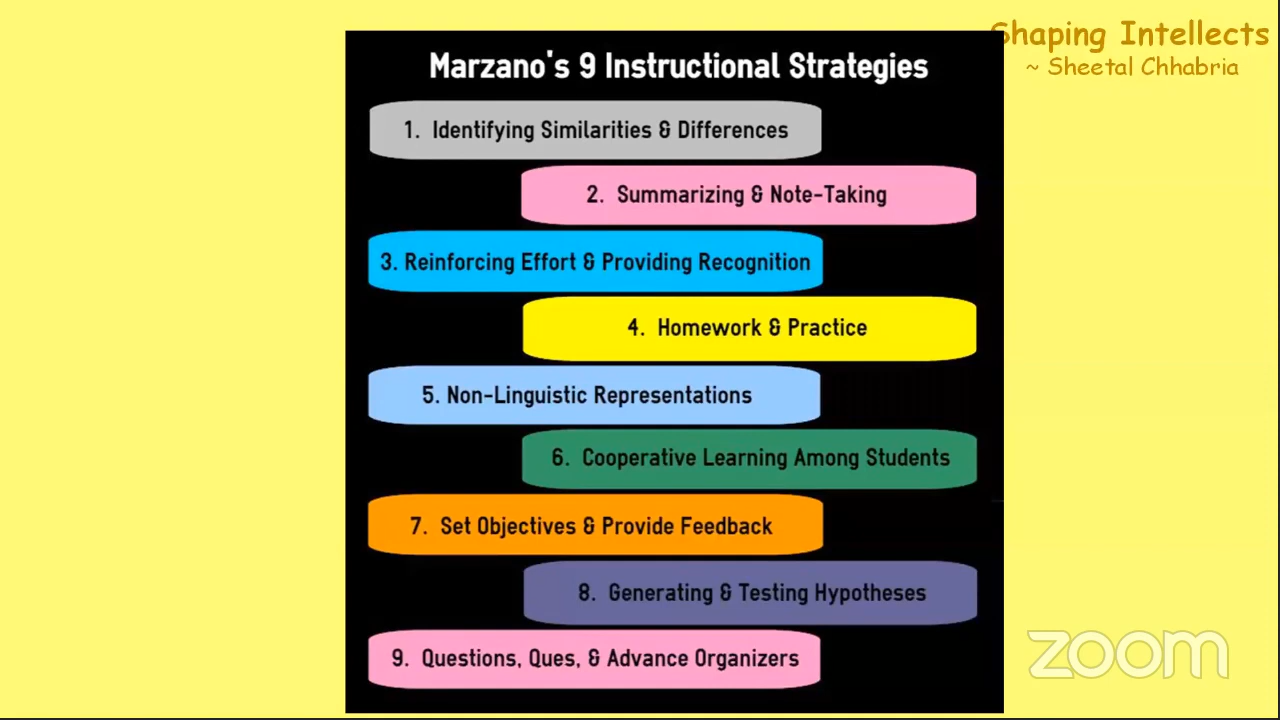 Shaping Intellects
~ Sheetal Chhabria
Marzano's 9 Instructional Strategies
1. Identifying Similarities & Differences
2. Summarizing & Note-Taking
3. Reinforcing Effort & Providing Recognition
4. Homework & Practice
5. Non-Linguistic Representations
6. Cooperative Learning Among Students
7. Set Objectives & Provide Feedback
8. Generating & Testing Hypotheses
9. Questions, Ques, & Advance Organizers
zoom